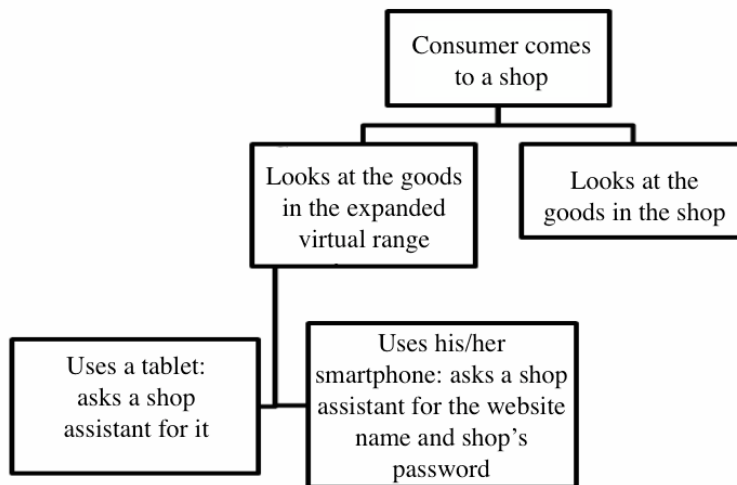 Consumer comes
to a shop
Looks at the goods
in the expanded
virtual range
Looks at the
goods in the shop
Uses a tablet:
asks a shop
assistant for it
Uses his/her
smartphone: asks a shop
assistant for the website
name and shop’s
password